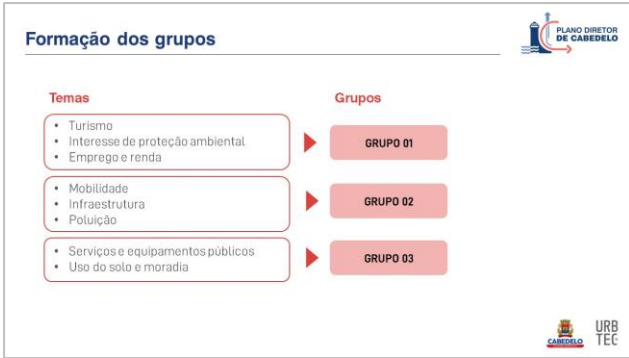 Formação dos grupos
PLANO DIRETOR
DE CABEDELO
Temas
Grupos
• Turismo
• Interesse de proteção ambiental
• Emprego e renda
GRUPO 01
• Mobilidade
• Infraestrutura
• Poluição
GRUPO 02
• Serviços e equipamentos públicos
• Uso do solo e moradia
GRUPO 03
CABEDELO
URB
TEC